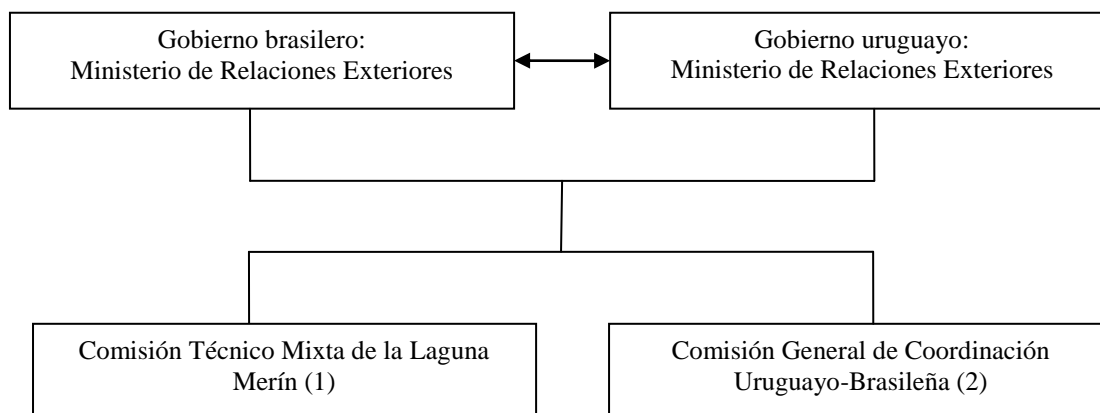 Gobierno brasilero:
Ministerio de Relaciones Exteriores
Gobierno uruguayo:
Ministerio de Relaciones Exteriores
Comisión Técnico Mixta de la Laguna
Merín (1)
Comisión General de Coordinación
Uruguayo-Brasileña (2)